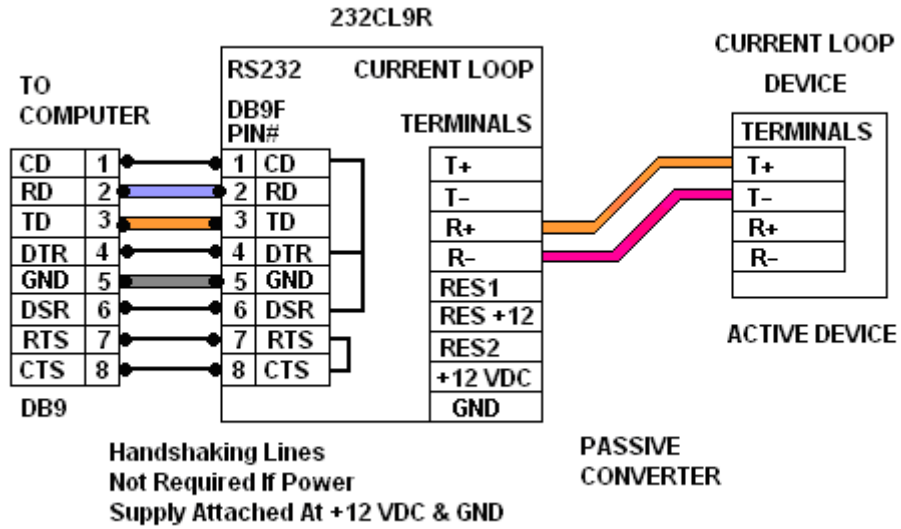 232CL9R
TO
COMPUTER
CD 1
RD 2
TD 3
DTR 4
GND 5
DSR 6
RTS 7
CTS 8
DB9
RS232 CURRENT LOOP
DB9F
PIN#
TERMINALS
1 CD
2 RD
3 TD
4 DTR
5 GND
6 DSR
7 RTS
8 CTS
T+
T-
R+
R-
RES1
RES +12
RES2
+12 VDC
GND
CURRENT LOOP
DEVICE
TERMINALS
T+
T-
R+
R-
ACTIVE DEVICE
PASSIVE
CONVERTER
Handshaking Lines
Not Required If Power
Supply Attached At +12 VDC & GND